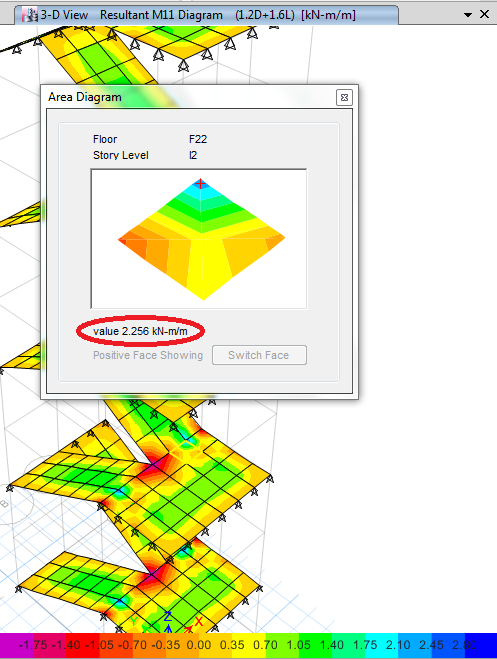 3-D View Resultant M11 Diagram (1.2D+1.6L) [kN-m/m]
Area Diagram
Floor F22
Story Level I2
value 2.256 kN-m/m
Positive Face Showing Switch Face
Z
Y X
X
-1.75 -1.40 -1.05 -0.70 -0.35 0.00 0.35 0.70 1.05 1.40 1.75 2.10 2.45 2.80